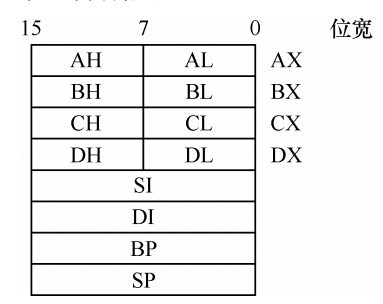 15 7 0 位宽
AH AL AX
BH BL BX
CH CL CX
DH DL DX
SI
DI
BP
SP